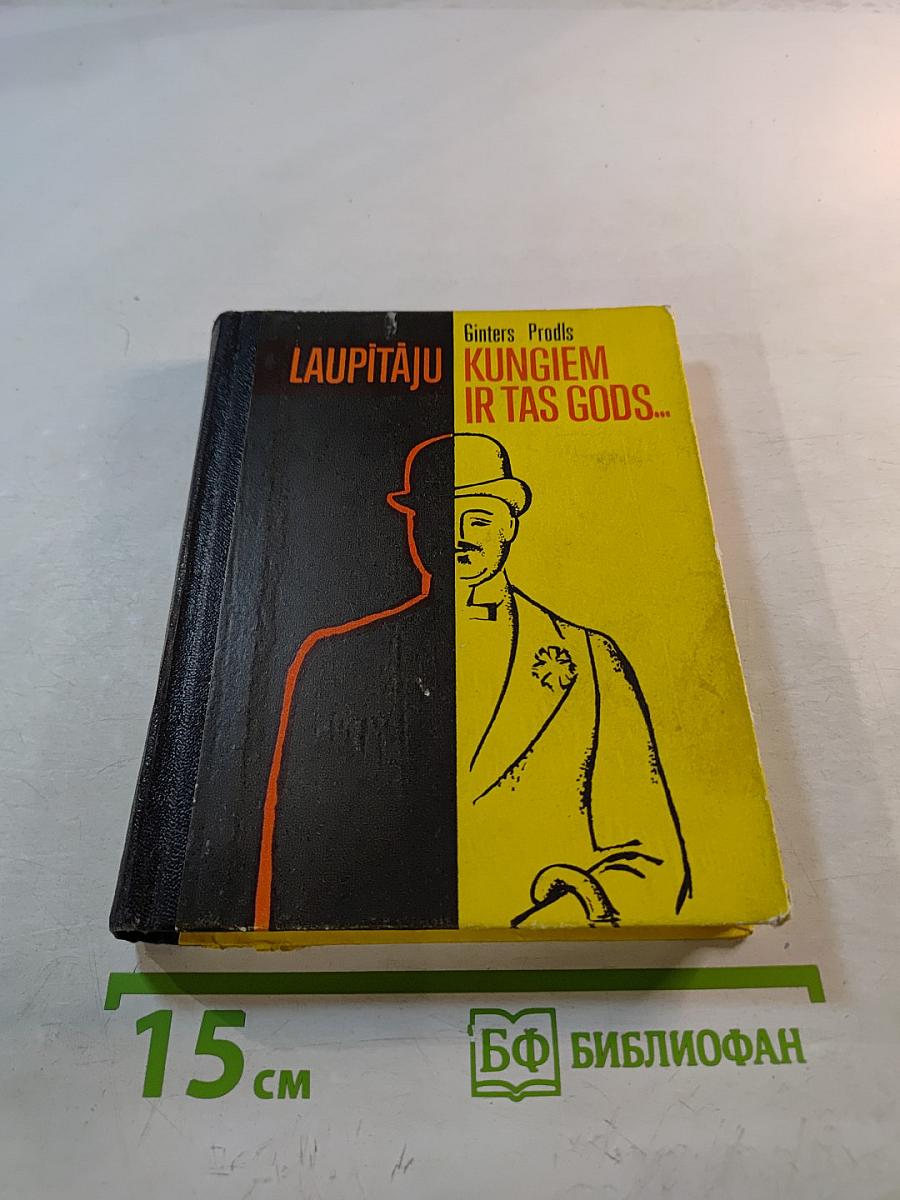 Ginters Prodls
LAUPĪTĀJU KUNGIEM
IR TAS GODS...
15 см
БФ БИБЛИОФАН